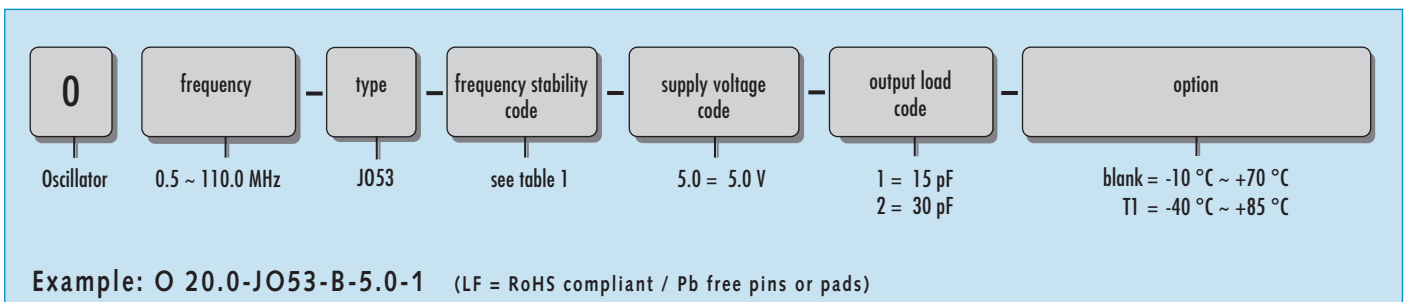 O
frequency
–
type
–
frequency stability
code
–
supply voltage
code
–
output load
code
–
option
Oscillator
0.5 ~ 110.0 MHz
JO53
see table 1
5.0 = 5.0 V
1 = 15 pF
2 = 30 pF
blank = -10 °C ~ +70 °C
T1 = -40 °C ~ +85 °C
Example: O 20.0-JO53-B-5.0-1 (LF = RoHS compliant / Pb free pins or pads)